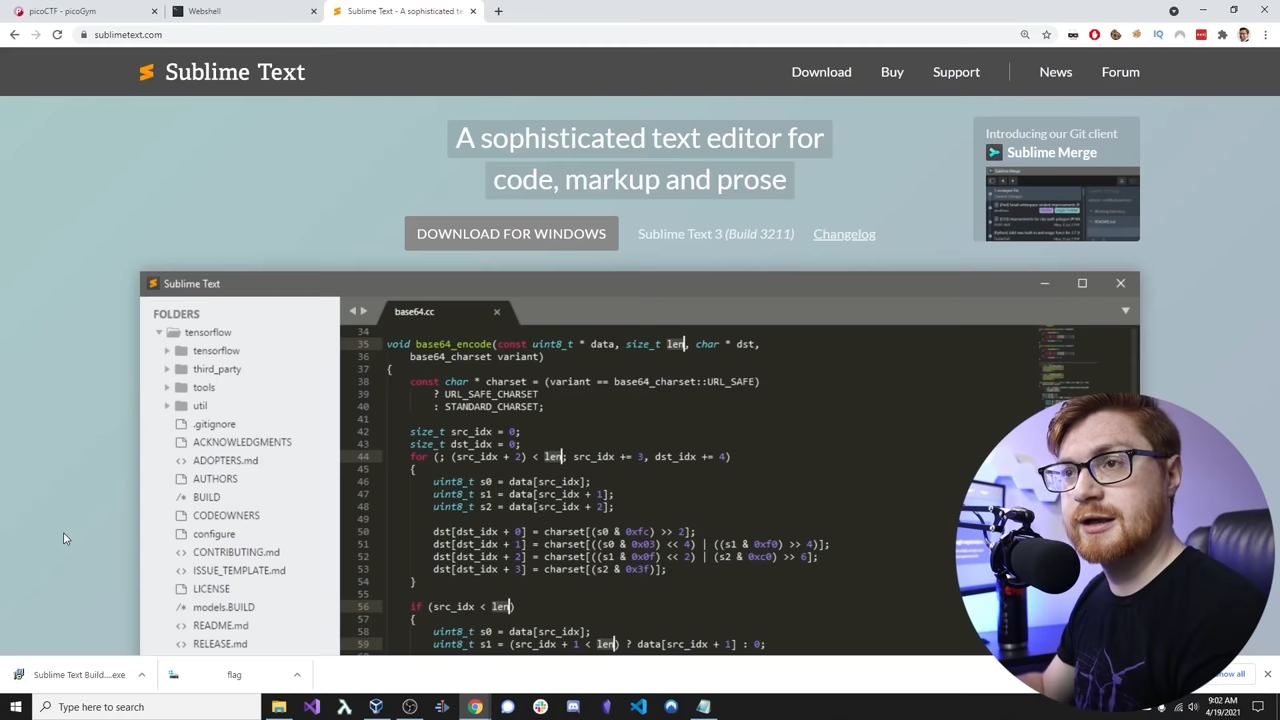 picoCTF - picoGym
Webshell
Sublime Text - A sophisticated te
sublimetext.com
Sublime Text
Download
Buy
Support
News
Forum
A sophisticated text editor for
code, markup and prose
Introducing our Git client
Sublime Merge
DOWNLOAD FOR WINDOWS
Sublime Text 3 (Build 3211)
Changelog
Sublime Text
FOLDERS
tensorflow
tensorflow
third_party
tools
util
.gitignore
ACKNOWLEDGMENTS
ADOPTERS.md
AUTHORS
BUILD
CODEOWNERS
configure
CONTRIBUTING.md
ISSUE_TEMPLATE.md
LICENSE
models.BUILD
README.md
RELEASE.md
base64.cc
34
35 void base64_encode(const uint8_t * data, size_t len, char * dst,
36 base64_charset variant)
37 {
38 const char * charset = (variant == base64_charset::URL_SAFE)
39 ? URL_SAFE_CHARSET
40 : STANDARD_CHARSET;
41
42 size_t src_idx = 0;
43 size_t dst_idx = 0;
44 for (; (src_idx + 2) < len; src_idx += 3, dst_idx += 4)
45 {
46 uint8_t s0 = data[src_idx];
47 uint8_t s1 = data[src_idx + 1];
48 uint8_t s2 = data[src_idx + 2];
49
50 dst[dst_idx + 0] = charset[(s0 & 0xfc) >> 2];
51 dst[dst_idx + 1] = charset[((s0 & 0x03) << 4) | ((s1 & 0xf0) >> 4)];
52 dst[dst_idx + 2] = charset[((s1 & 0x0f) << 2) | (s2 & 0xc0) >> 6];
53 dst[dst_idx + 3] = charset[(s2 & 0x3f)];
54 }
55
56 if (src_idx < len)
57 {
58 uint8_t s0 = data[src_idx];
59 uint8_t s1 = (src_idx + 1 < len) ? data[src_idx + 1] : 0;
Sublime Text Build....exe
flag
all
Type here to search
9:02 AM
4/19/2021